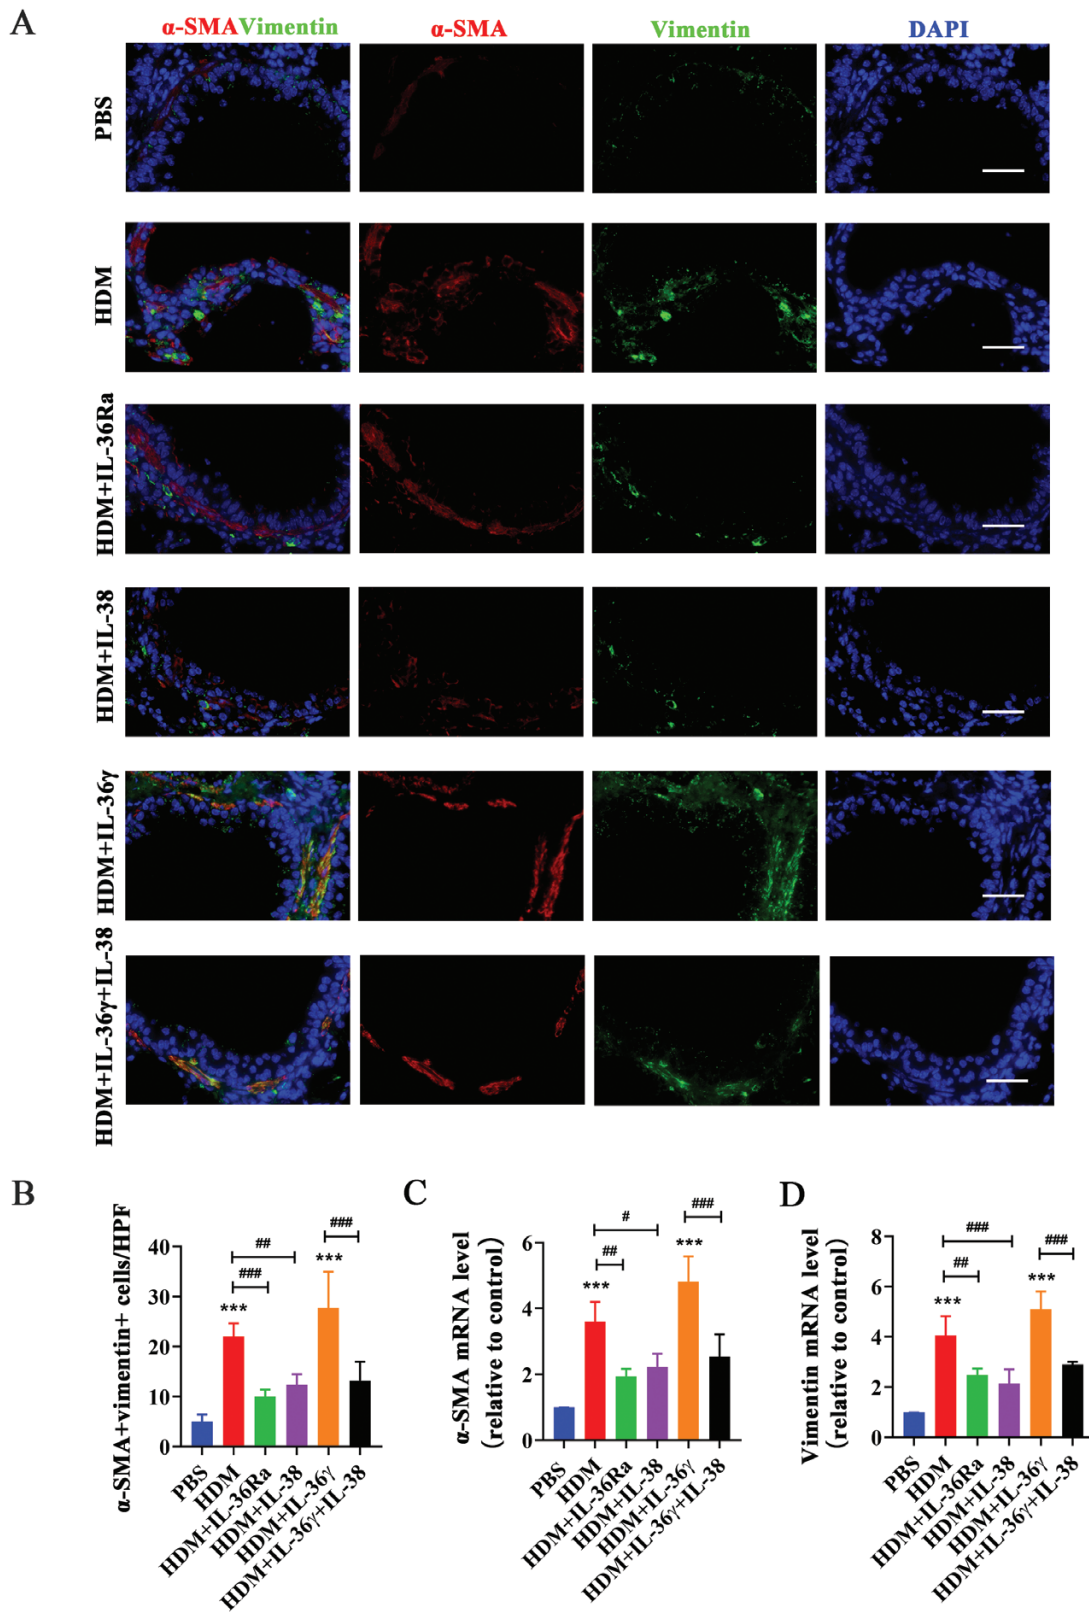 A
α-SMAVimentin
α-SMA
Vimentin
DAPI
PBS
HDM
HDM+IL-36Ra
HDM+IL-38
HDM+IL-36γ
HDM+IL-36γ+IL-38
B
α-SMA+vimentin+ cells/HPF
40
30
20
10
0
***
###
##
***
###
PBS
HDM
HDM+IL-36Ra
HDM+IL-38
HDM+IL-36γ
HDM+IL-36γ+IL-38
C
α-SMA mRNA level
(relative to control)
6
4
2
0
***
##
#
***
###
PBS
HDM
HDM+IL-36Ra
HDM+IL-38
HDM+IL-36γ
HDM+IL-36γ+IL-38
D
Vimentin mRNA level
(relative to control)
8
6
4
2
0
***
##
###
***
###
PBS
HDM
HDM+IL-36Ra
HDM+IL-38
HDM+IL-36γ
HDM+IL-36γ+IL-38